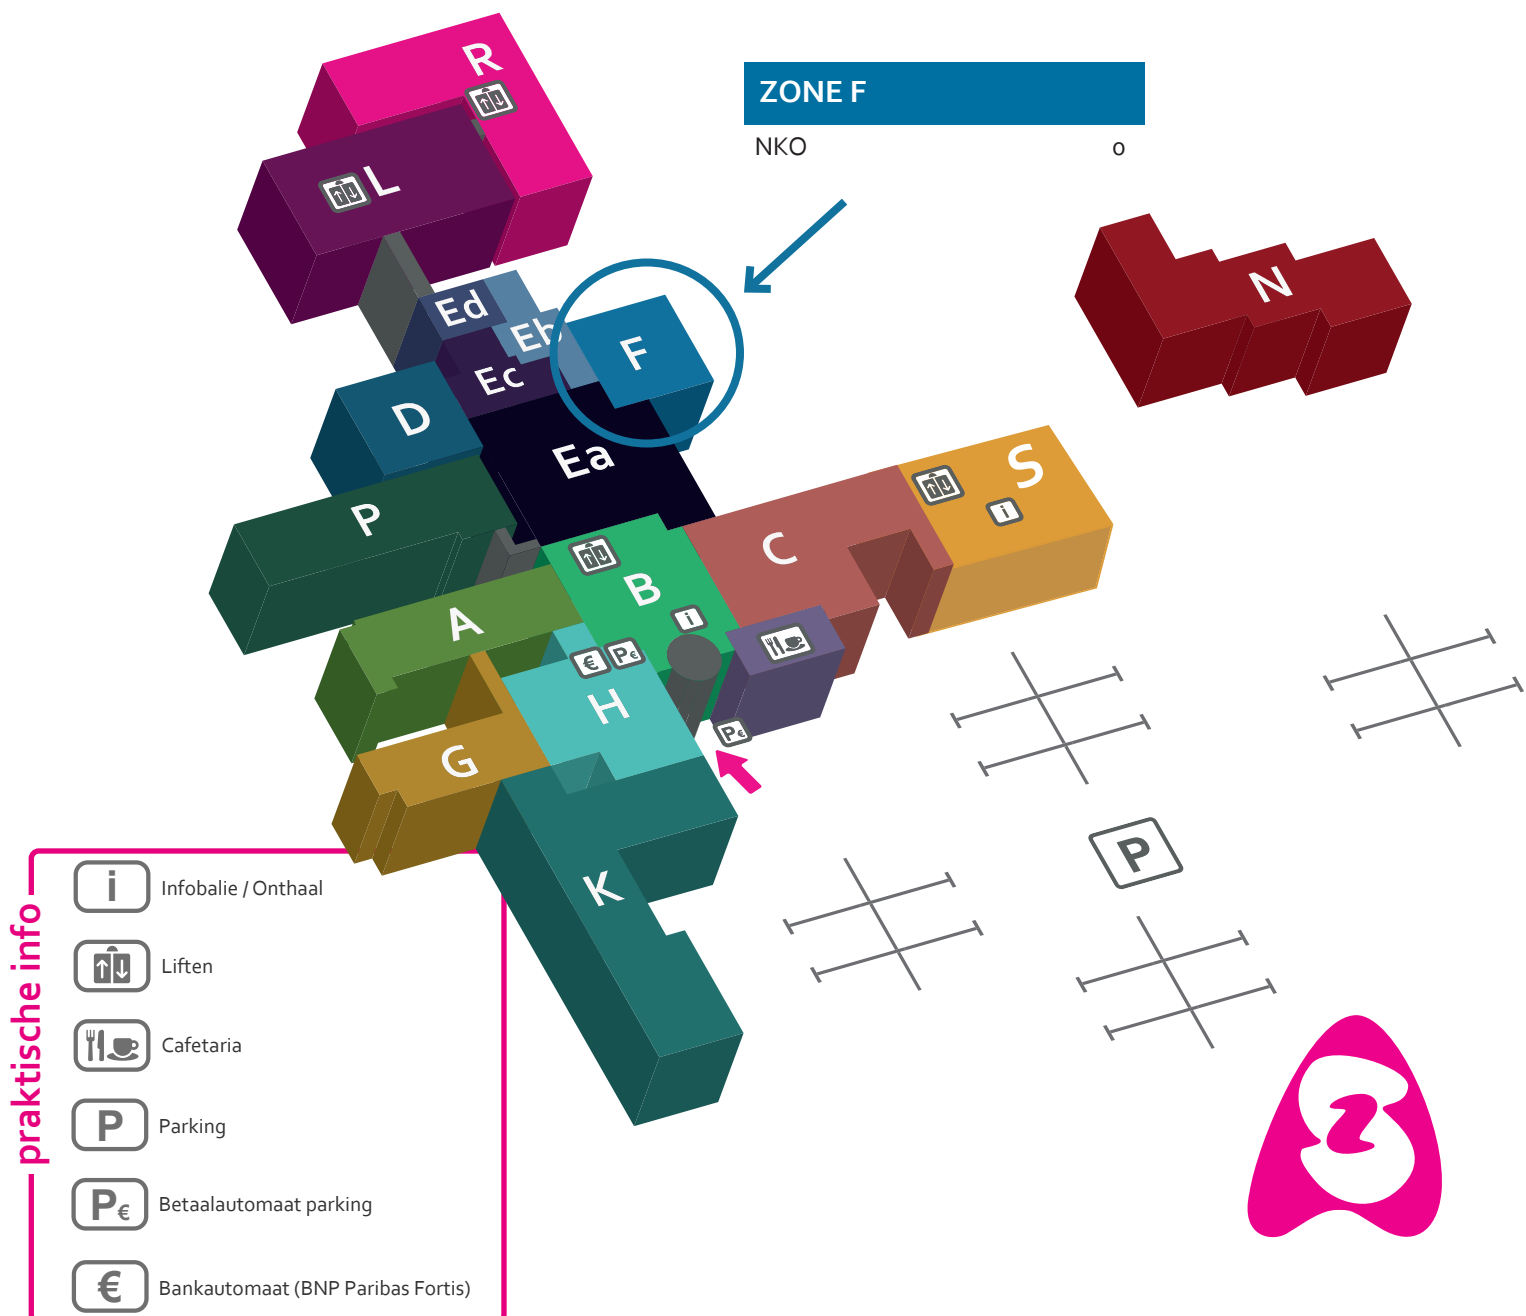 R
ZONE F
NKO 0
L
Ed
Eb
F
N
Ec
D
Ea
S
i
P
C
B
A
i
€ P€
H
P€
G
P
K
praktische info
i Infobalie / Onthaal
Liften
Cafetaria
P Parking
P€ Betaalautomaat parking
€ Bankautomaat (BNP Paribas Fortis)